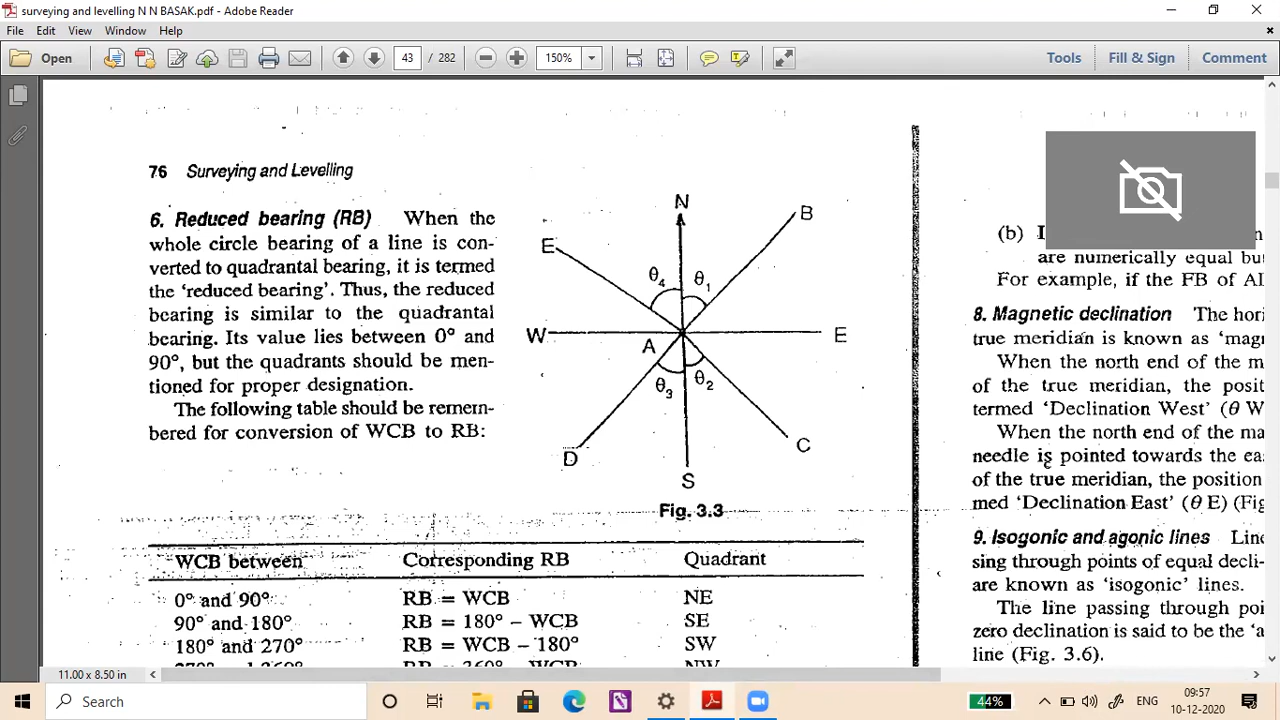 surveying and levelling N N BASAK.pdf - Adobe Reader
File Edit View Window Help
Open 43 / 282 150% Tools Fill & Sign Comment
76 Surveying and Levelling
6. Reduced bearing (RB) When the
whole circle bearing of a line is con-
verted to quadrantal bearing, it is termed
the 'reduced bearing'. Thus, the reduced
bearing is similar to the quadrantal
bearing. Its value lies between 0° and
90°, but the quadrants should be men-
tioned for proper designation.
The following table should be remem-
bered for conversion of WCB to RB:
N
B
E
θ4 θ1
W A E
θ3 θ2
D C
S
Fig. 3.3
WCB between Corresponding RB Quadrant
0° and 90° RB = WCB NE
90° and 180° RB = 180° – WCB SE
180° and 270° RB = WCB – 180° SW
270° and 360° RB = 360° – WCB NW
(b)
are numerically equal bu
For example, if the FB of A
8. Magnetic declination The hori
true meridian is known as 'mag
When the north end of the m
of the true meridian, the posit
termed 'Declination West' (θ W
When the north end of the ma
needle is pointed towards the ea
of the true meridian, the position
med 'Declination East' (θ E) (Fig
9. Isogonic and agonic lines Line
sing through points of equal decli-
are known as 'isogonic' lines.
The line passing through poi
zero declination is said to be the 'a
line (Fig. 3.6).
11.00 x 8.50 in
Search
44%
ENG
09:57
10-12-2020